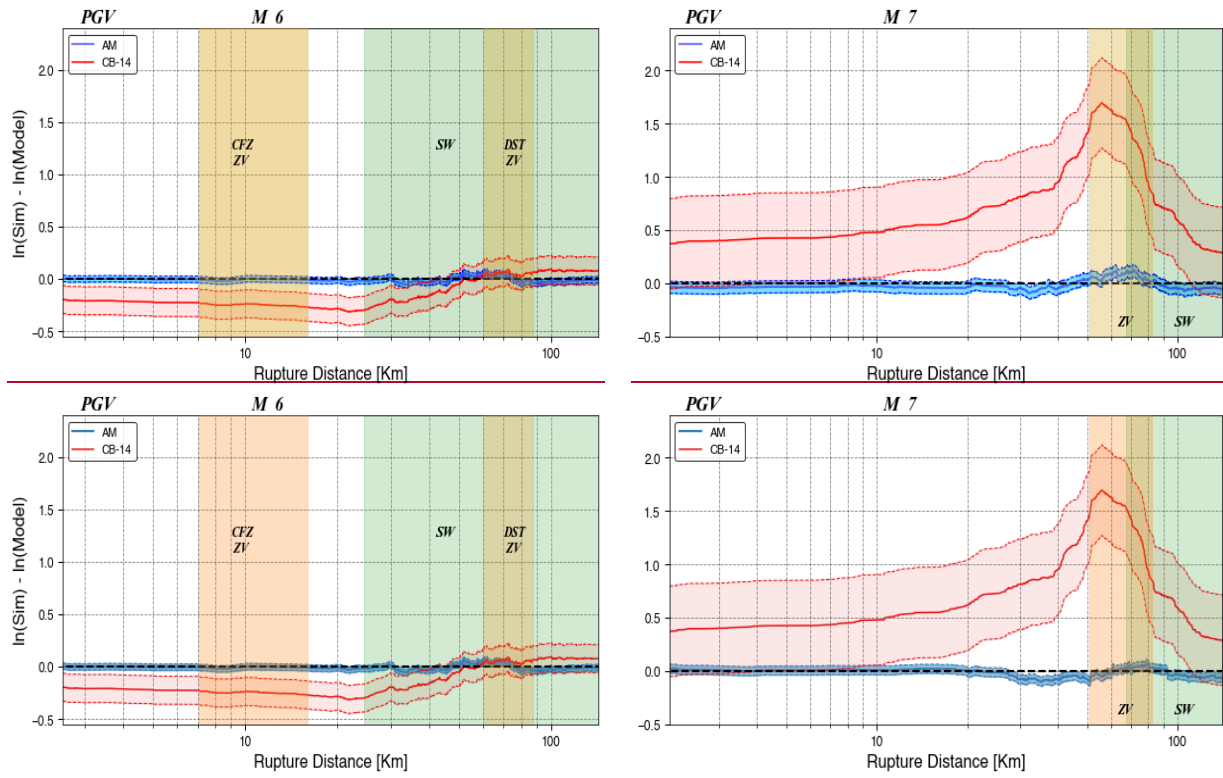 PGV M 6
AM
CB-14
2.0
1.5
1.0
0.5
0.0
−0.5
ln(Sim) - ln(Model)
CFZ
ZV
SW
DST
ZV
10
100
Rupture Distance [Km]
PGV M 7
AM
CB-14
2.0
1.5
1.0
0.5
0.0
−0.5
ZV
SW
10
100
Rupture Distance [Km]
PGV M 6
AM
CB-14
2.0
1.5
1.0
0.5
0.0
−0.5
ln(Sim) - ln(Model)
CFZ
ZV
SW
DST
ZV
10
100
Rupture Distance [Km]
PGV M 7
AM
CB-14
2.0
1.5
1.0
0.5
0.0
−0.5
ZV
SW
10
100
Rupture Distance [Km]